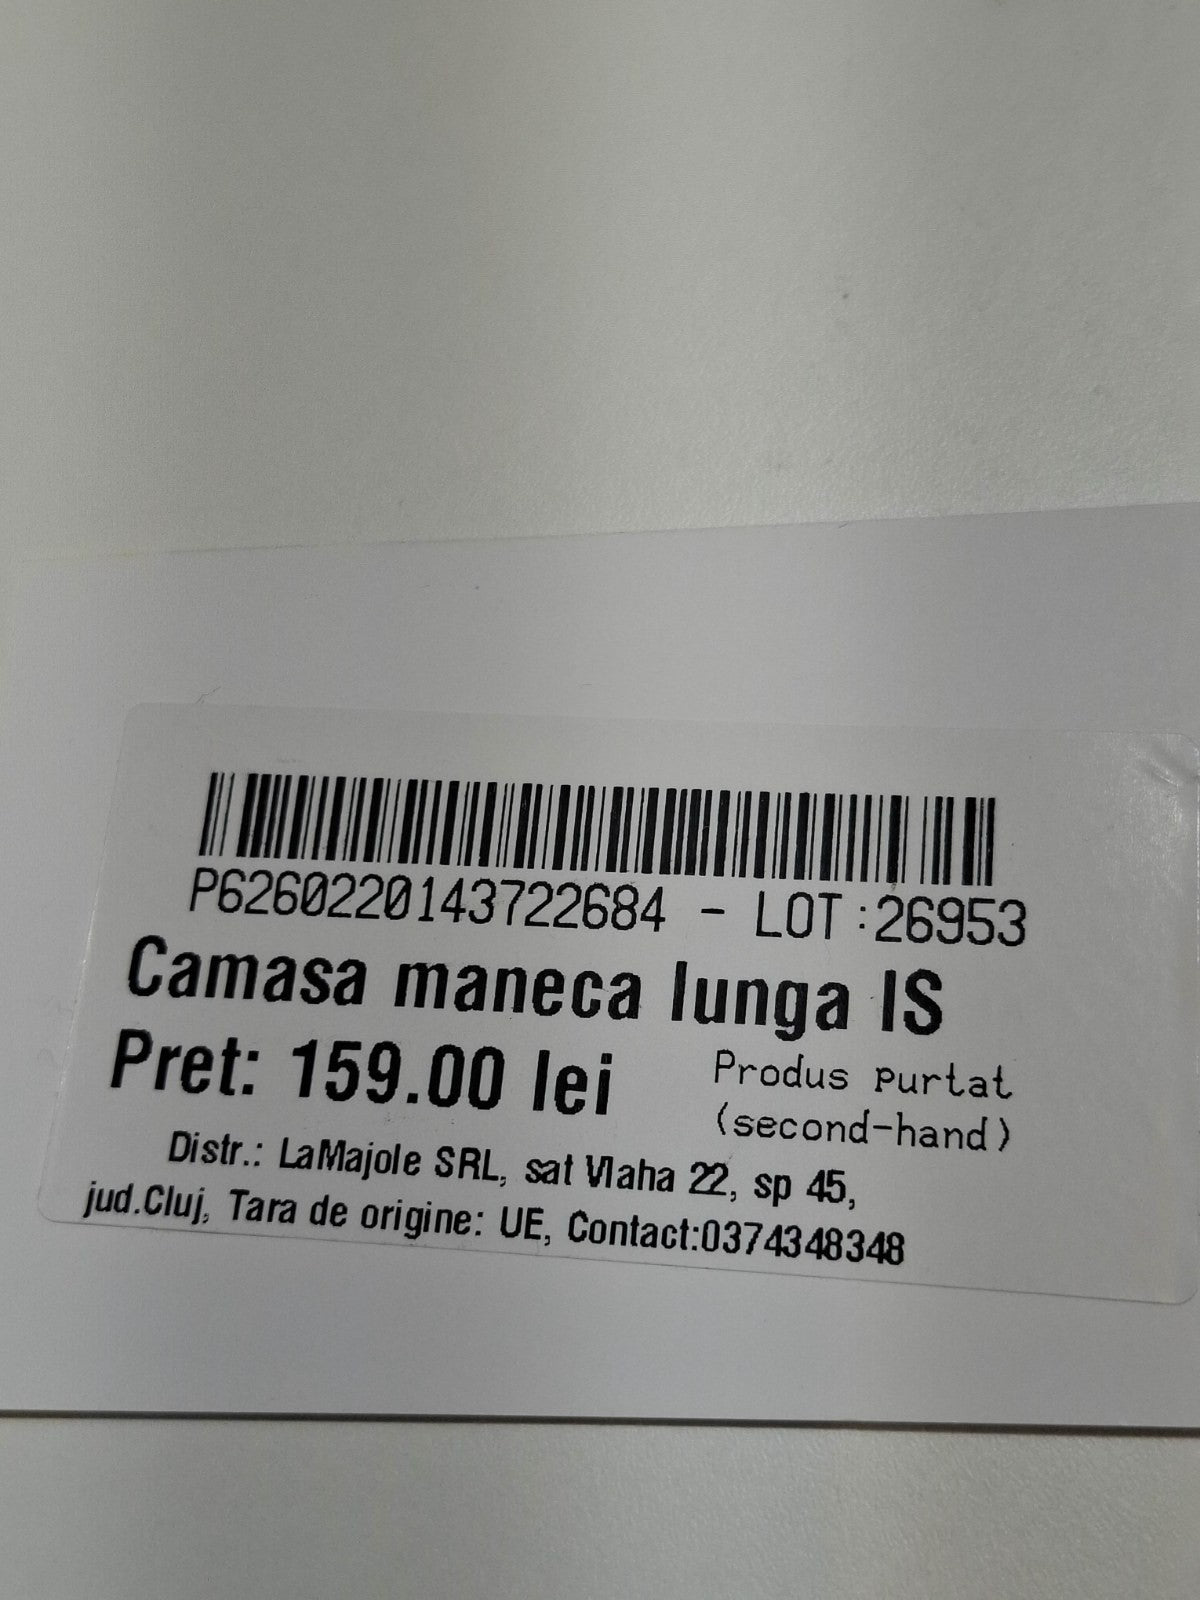 P6260220143722684 - LOT:26953
Camasa maneca lunga IS
Pret: 159.00 lei
Produs purtat
(second-hand)
Distr.: LaMajole SRL, sat Vlaha 22, sp 45,
jud.Cluj, Tara de origine: UE, Contact:0374348348